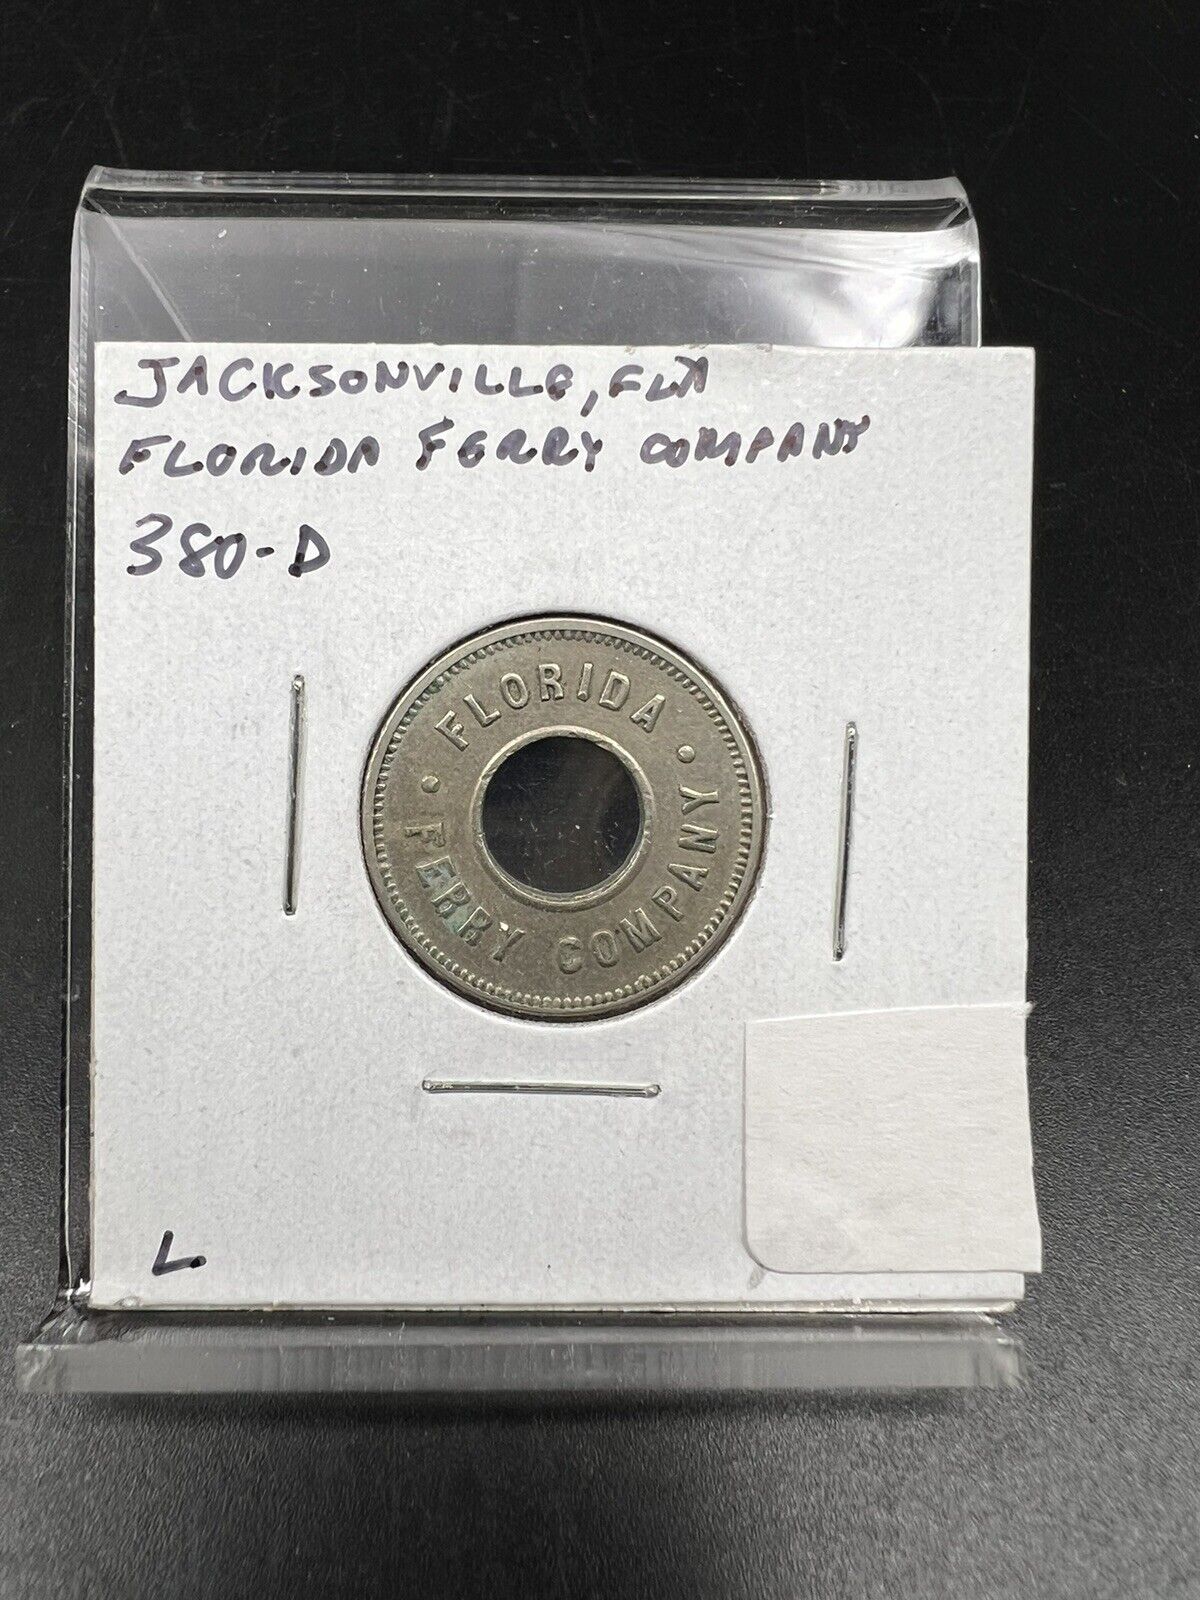 JACKSONVILLE, FLA
FLORIDA FERRY COMPANY
380-D
• FLORIDA •
FERRY COMPANY
L